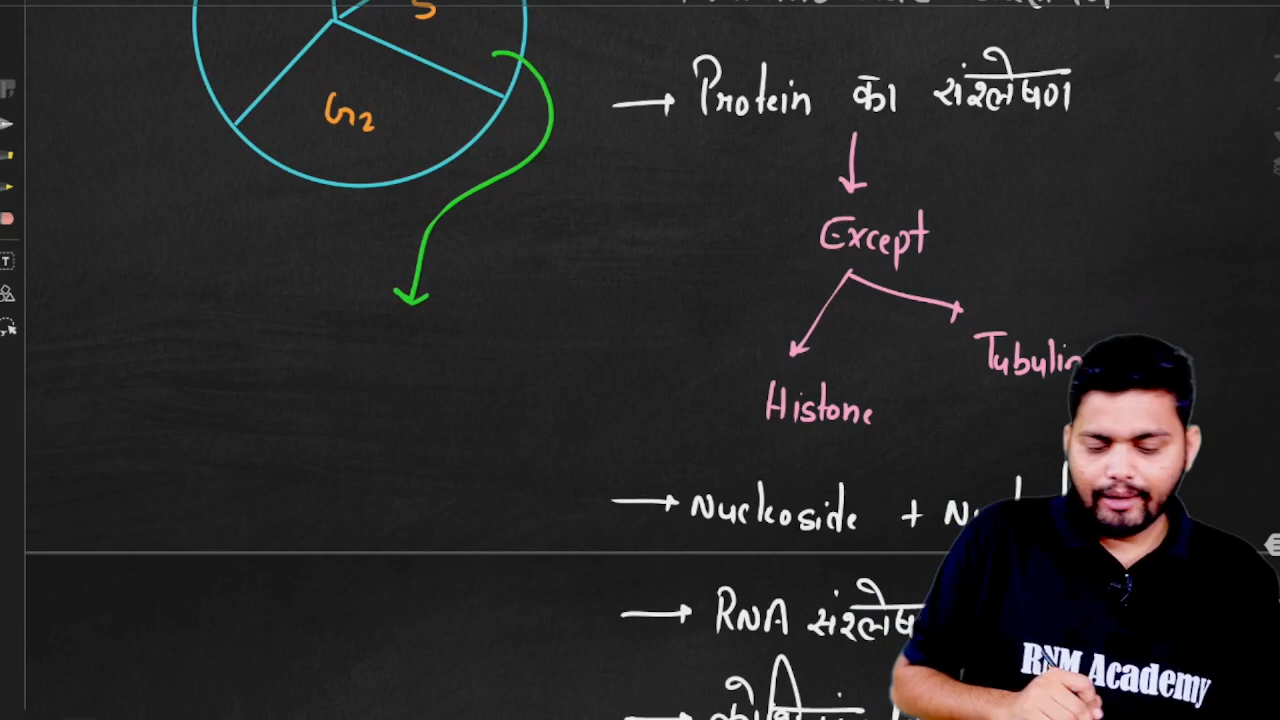 S
G2
→ Protein का संश्लेषण
Except
Tubulin
Histone
→ Nucleoside +
→ RNA
RNM Academy